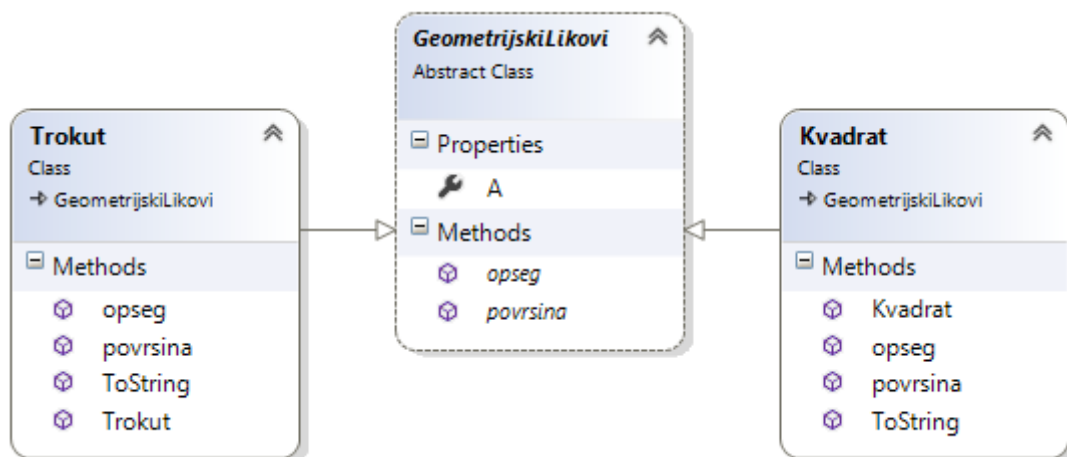 Trokut
Class
GeometrijskiLikovi
Methods
opseg
povrsina
ToString
Trokut
GeometrijskiLikovi
Abstract Class
Properties
A
Methods
opseg
povrsina
Kvadrat
Class
GeometrijskiLikovi
Methods
Kvadrat
opseg
povrsina
ToString